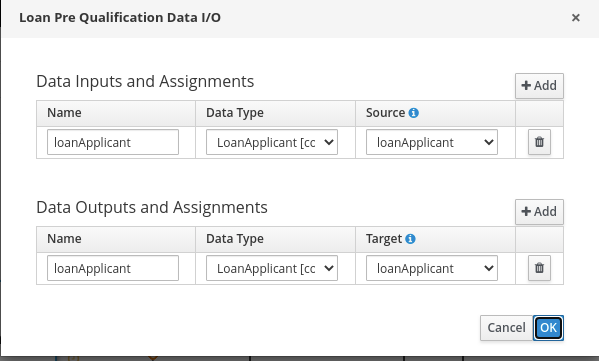 Loan Pre Qualification Data I/O
×
Data Inputs and Assignments
Add
Name Data Type Source
loanApplicant LoanApplicant [cc loanApplicant
Data Outputs and Assignments
Add
Name Data Type Target
loanApplicant LoanApplicant [cc loanApplicant
Cancel OK